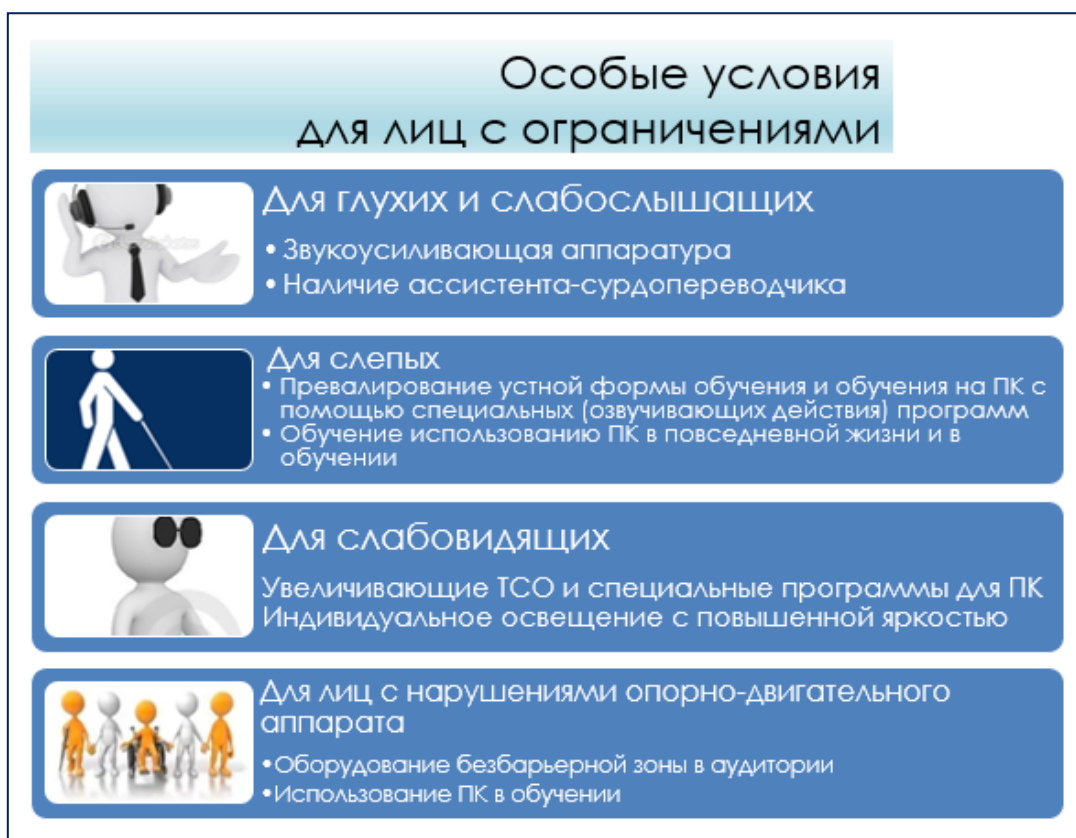 Особые условия
для лиц с ограничениями
Для глухих и слабослышащих
• Звукоусиливающая аппаратура
• Наличие ассистента-сурдопереводчика
Для слепых
• Превалирование устной формы обучения и обучения на ПК с
помощью специальных (озвучивающих действия) программ
• Обучение использованию ПК в повседневной жизни и в
обучении
Для слабовидящих
Увеличивающие ТСО и специальные программы для ПК
Индивидуальное освещение с повышенной яркостью
Для лиц с нарушениями опорно-двигательного
аппарата
•Оборудование безбарьерной зоны в аудитории
•Использование ПК в обучении